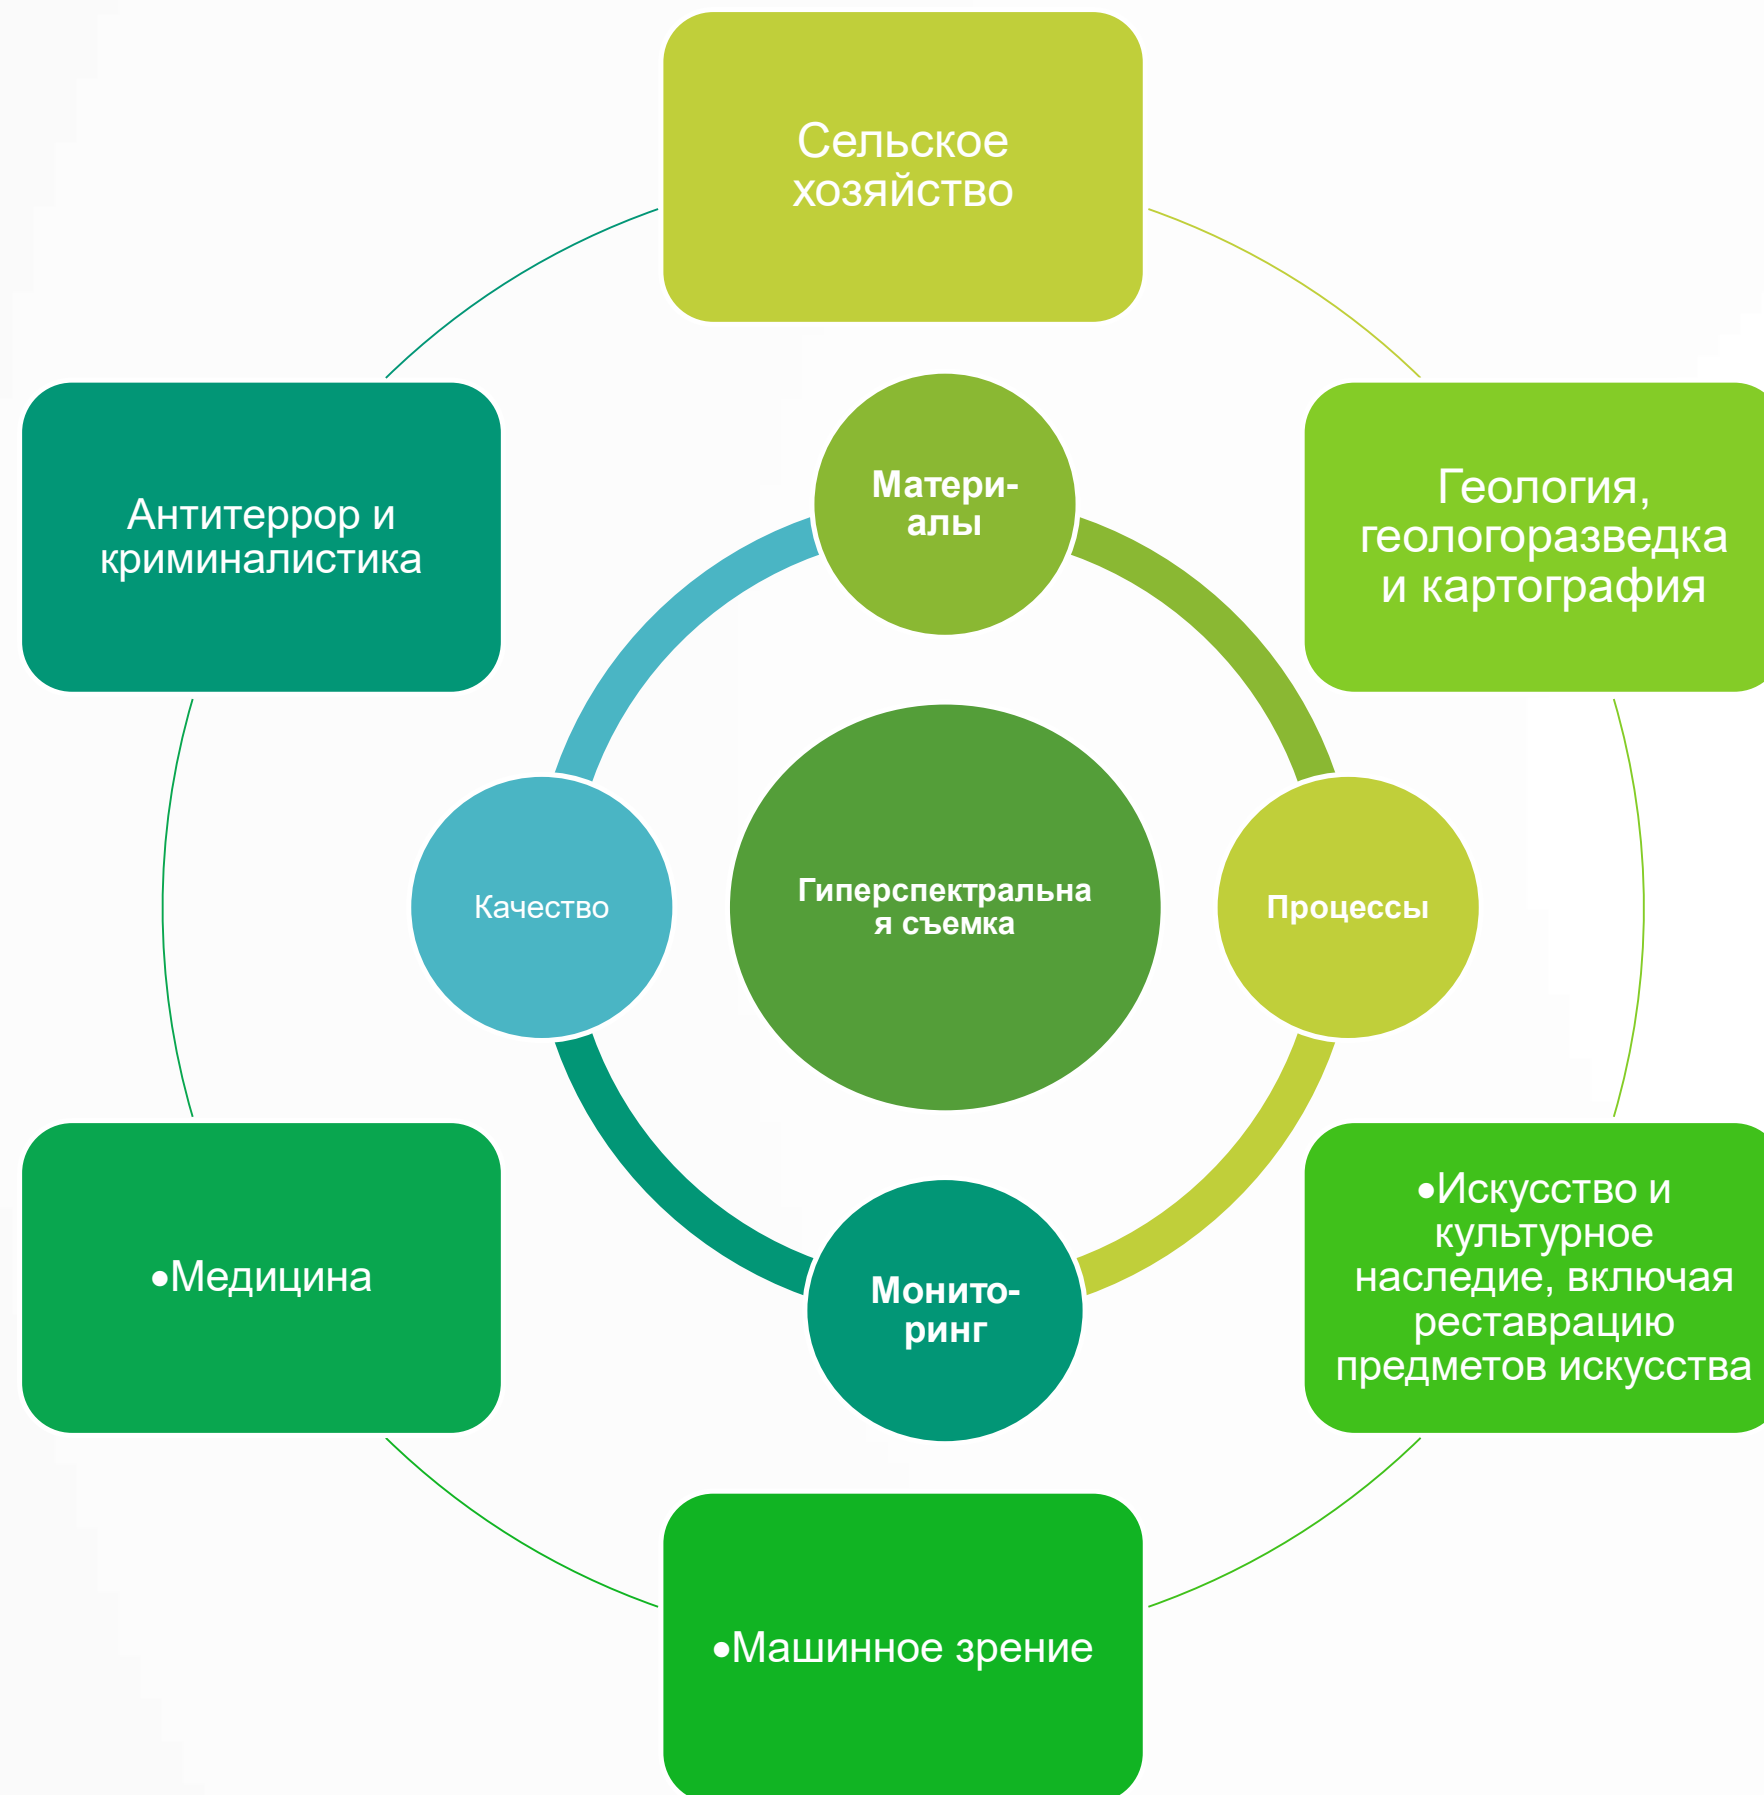 Сельское
хозяйство
Антитеррор и
криминалистика
Матери-
алы
Геология,
геологоразведка
и картография
Качество
Гиперспектральна
я съемка
Процессы
•Медицина
Монито-
ринг
•Искусство и
культурное
наследие, включая
реставрацию
предметов искусства
•Машинное зрение